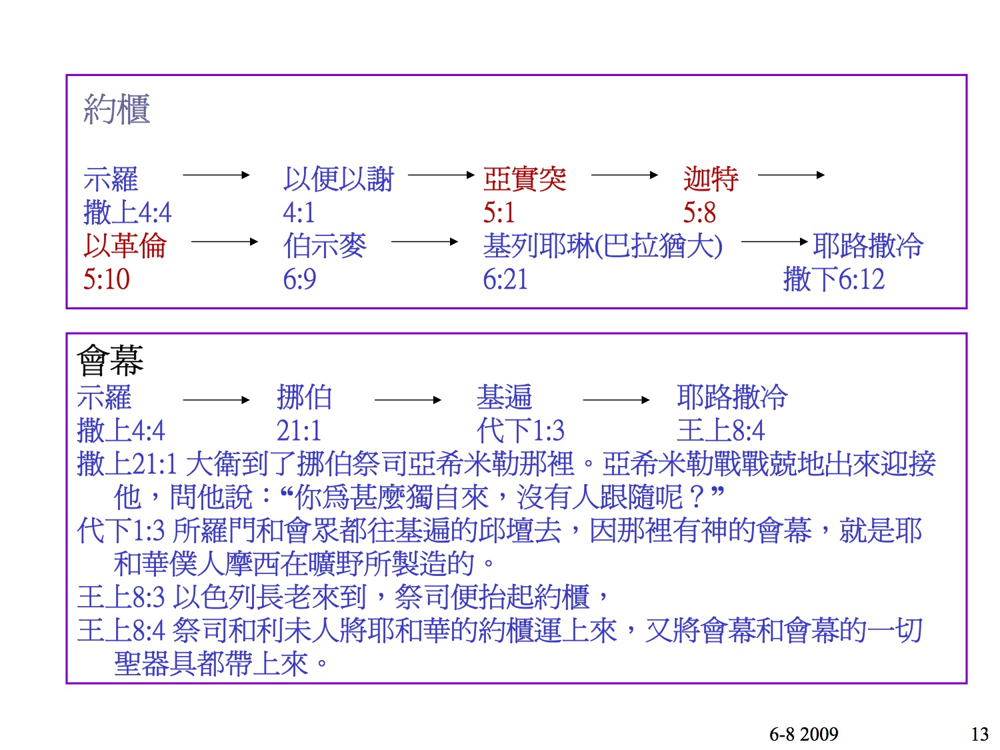 約櫃
示羅 以便以謝 亞實突 迦特
撒上4:4 4:1 5:1 5:8
以革倫 伯示麥 基列耶琳(巴拉猶大) 耶路撒冷
5:10 6:9 6:21 撒下6:12
會幕
示羅 挪伯 基遍 耶路撒冷
撒上4:4 21:1 代下1:3 王上8:4
撒上21:1 大衛到了挪伯祭司亞希米勒那裡。亞希米勒戰戰兢地出來迎接
他，問他說：“你為甚麼獨自來，沒有人跟隨呢？”
代下1:3 所羅門和會眾都往基遍的邱壇去，因那裡有神的會幕，就是耶
和華僕人摩西在曠野所製造的。
王上8:3 以色列長老來到，祭司便抬起約櫃，
王上8:4 祭司和利未人將耶和華的約櫃運上來，又將會幕和會幕的一切
聖器具都帶上來。
6-8 2009 13